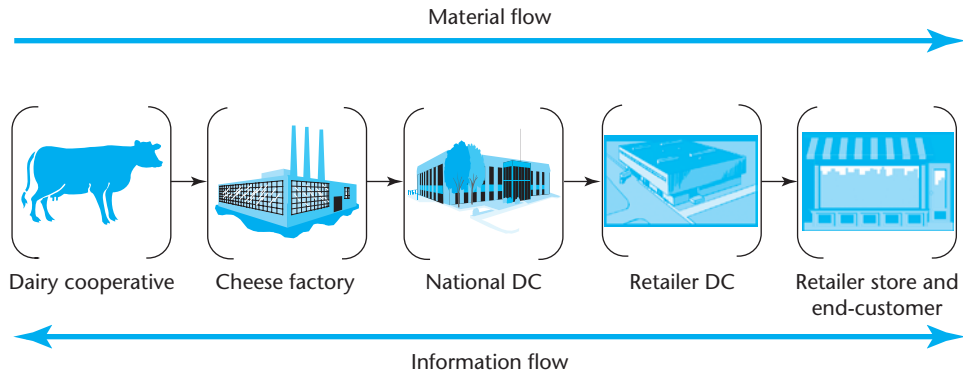 Material flow
Dairy cooperative
Cheese factory
National DC
Retailer DC
Retailer store and
end-customer
Information flow